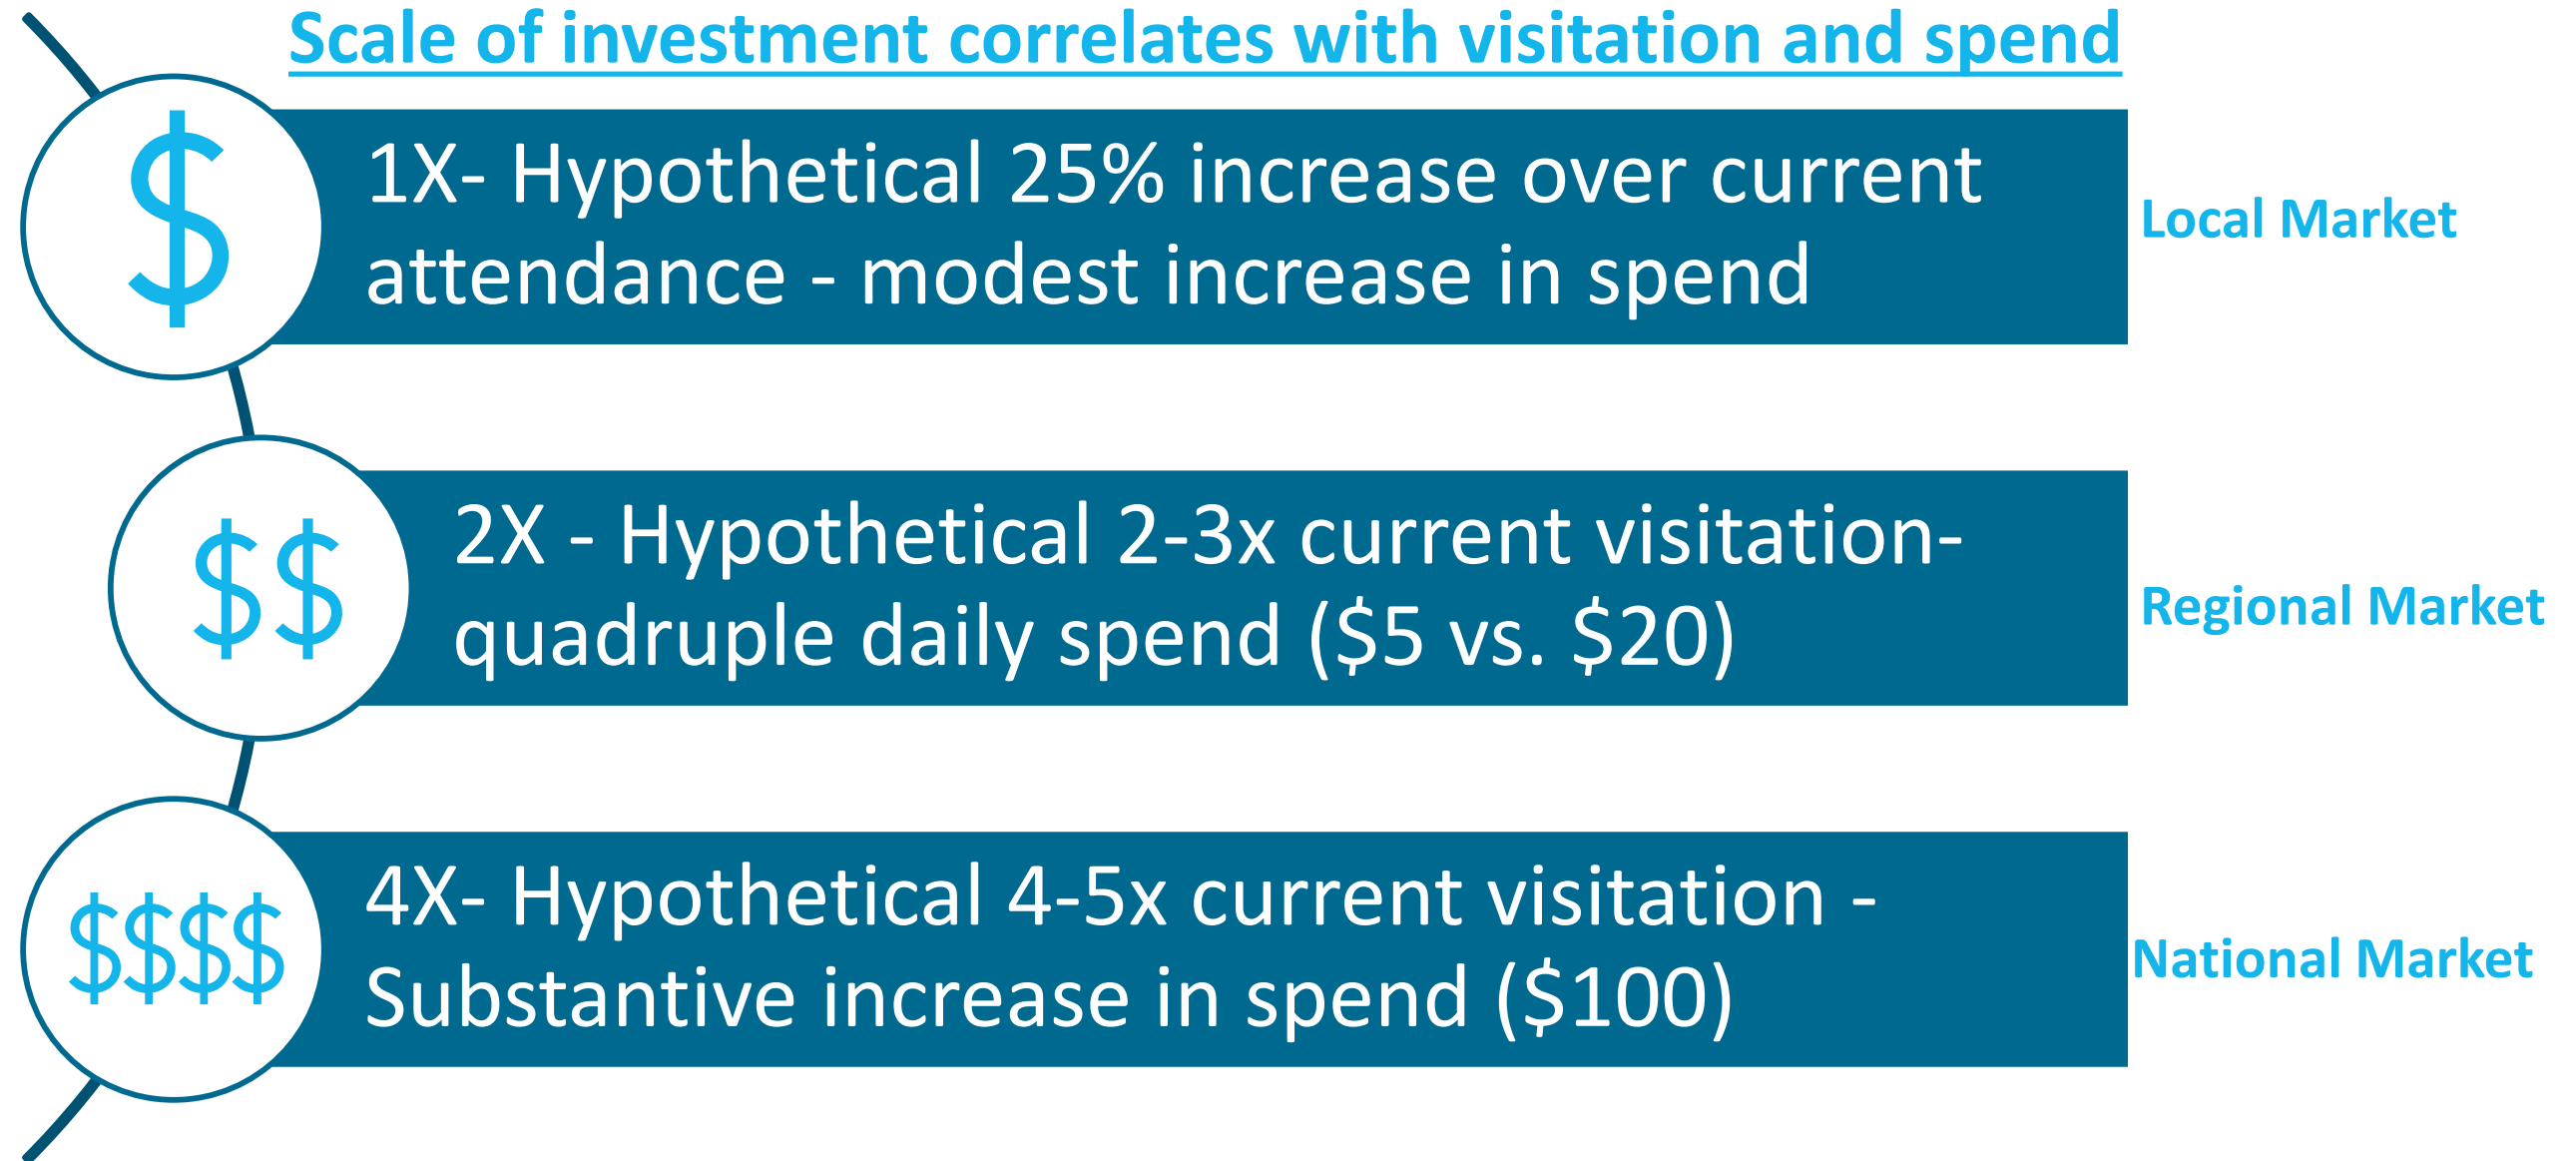 Scale of investment correlates with visitation and spend
$
1X- Hypothetical 25% increase over current
attendance - modest increase in spend
Local Market
$$
2X - Hypothetical 2-3x current visitation-
quadruple daily spend ($5 vs. $20)
Regional Market
$$$$
4X- Hypothetical 4-5x current visitation -
Substantive increase in spend ($100)
National Market